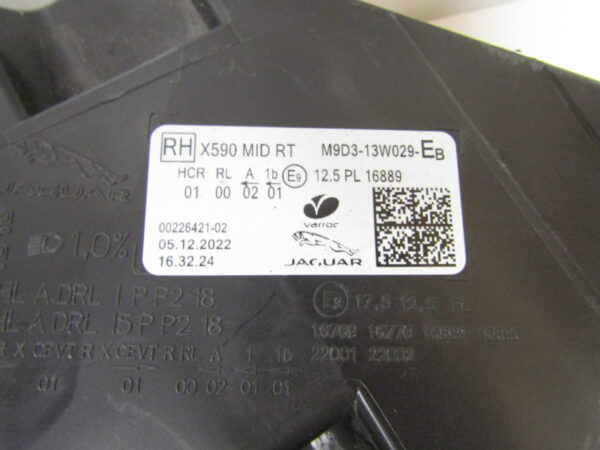 RH X590 MID RT M9D3-13W029-EB
HCR RL A 1b E9 12.5 PL 16889
01 00 02 01
00226421-02
05.12.2022
16.32.24
varroc
JAGUAR
JAGUAR
1,0%
HL-A DRL 1 P P2-18
HL-A DRL 15 P P2 18
E9 17,5 12,5 PL
22001 22002
R X CEVT R X CEVT R RL A 1 1b
01 01 00 02 01 01